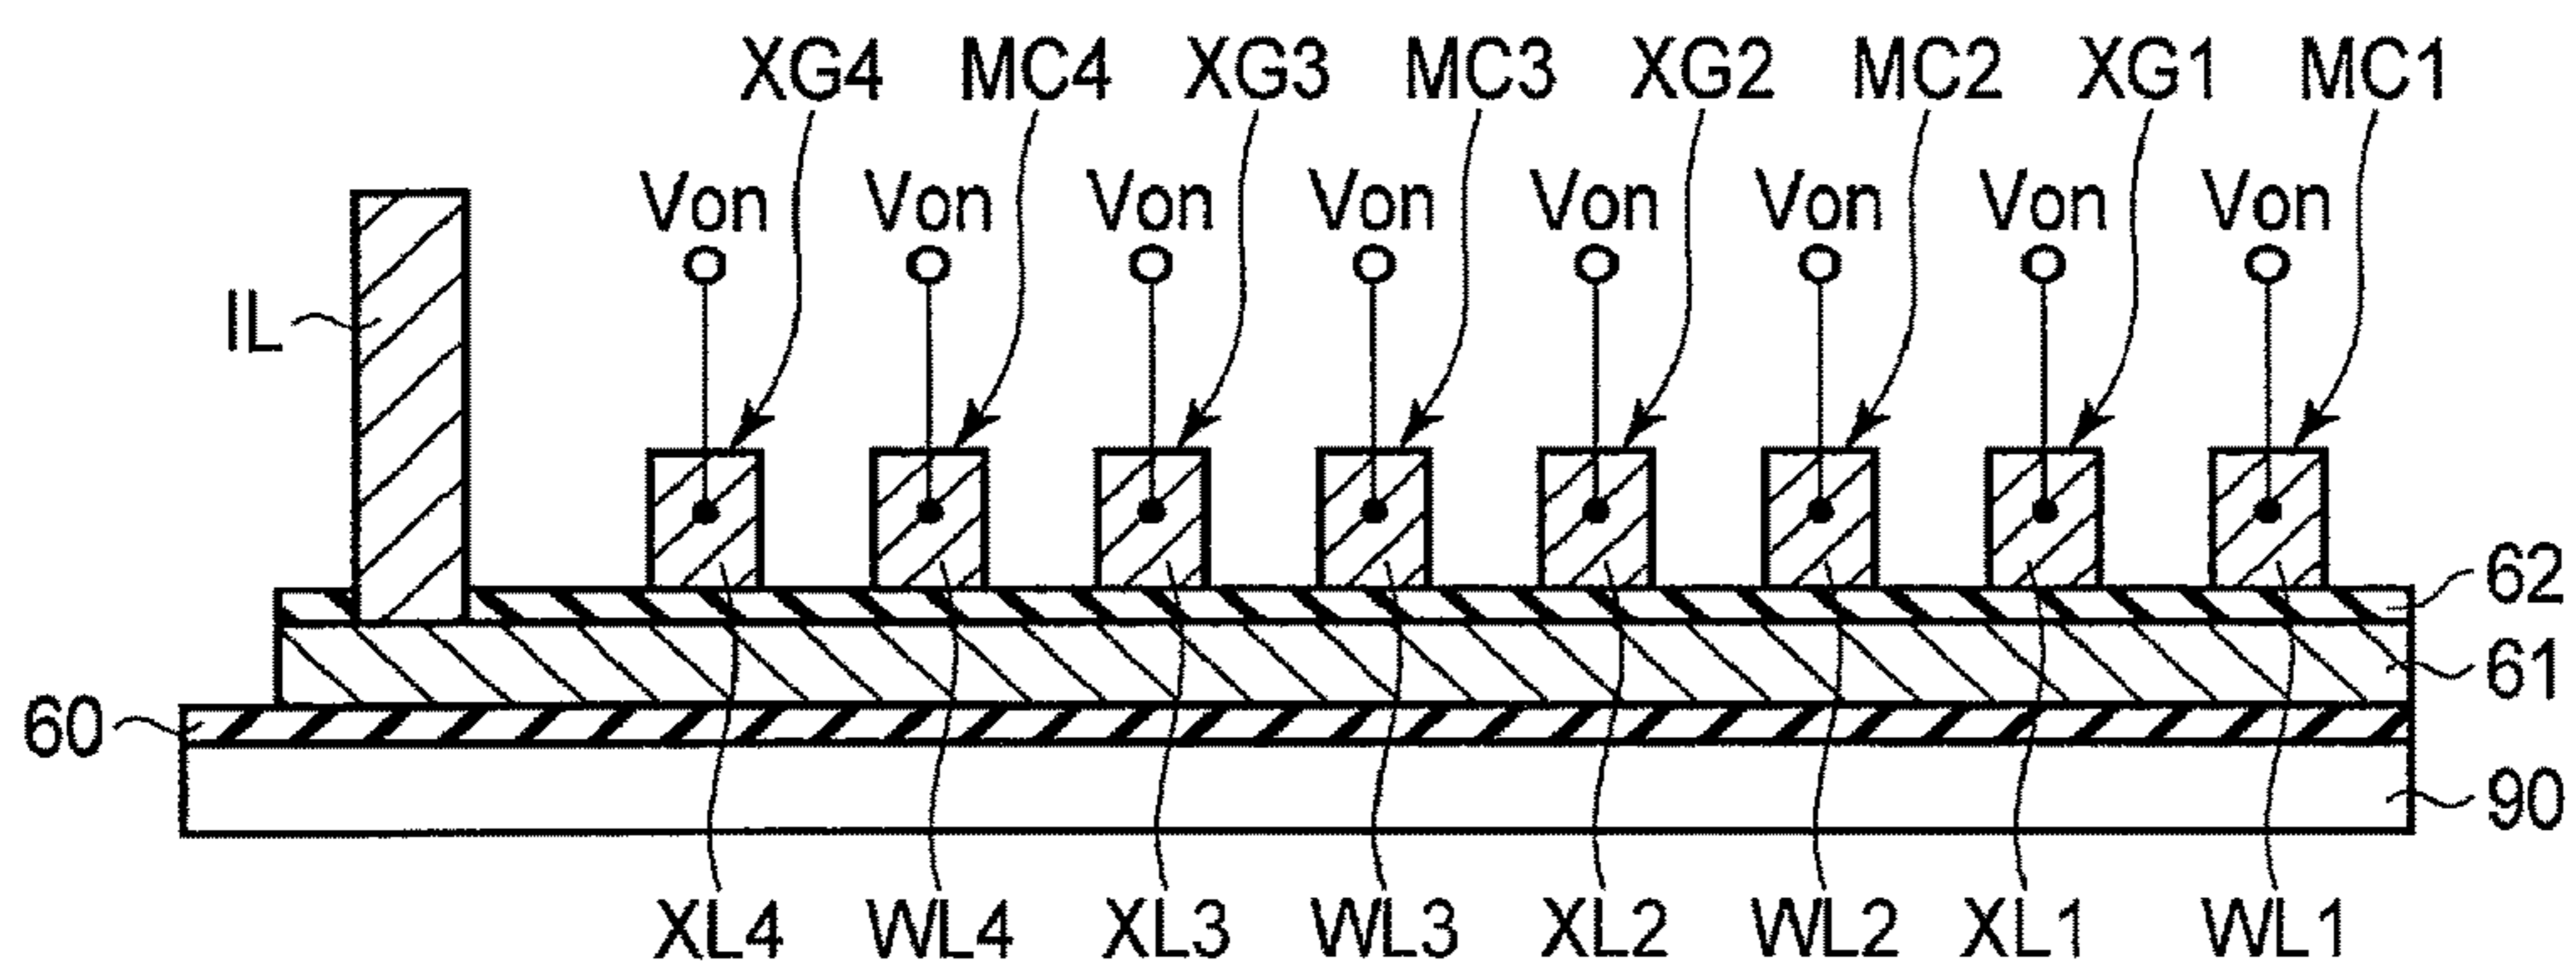 XG4 MC4 XG3 MC3 XG2 MC2 XG1 MC1
Von Von Von Von Von Von Von Von
IL
62
61
60
90
XL4 WL4 XL3 WL3 XL2 WL2 XL1 WL1